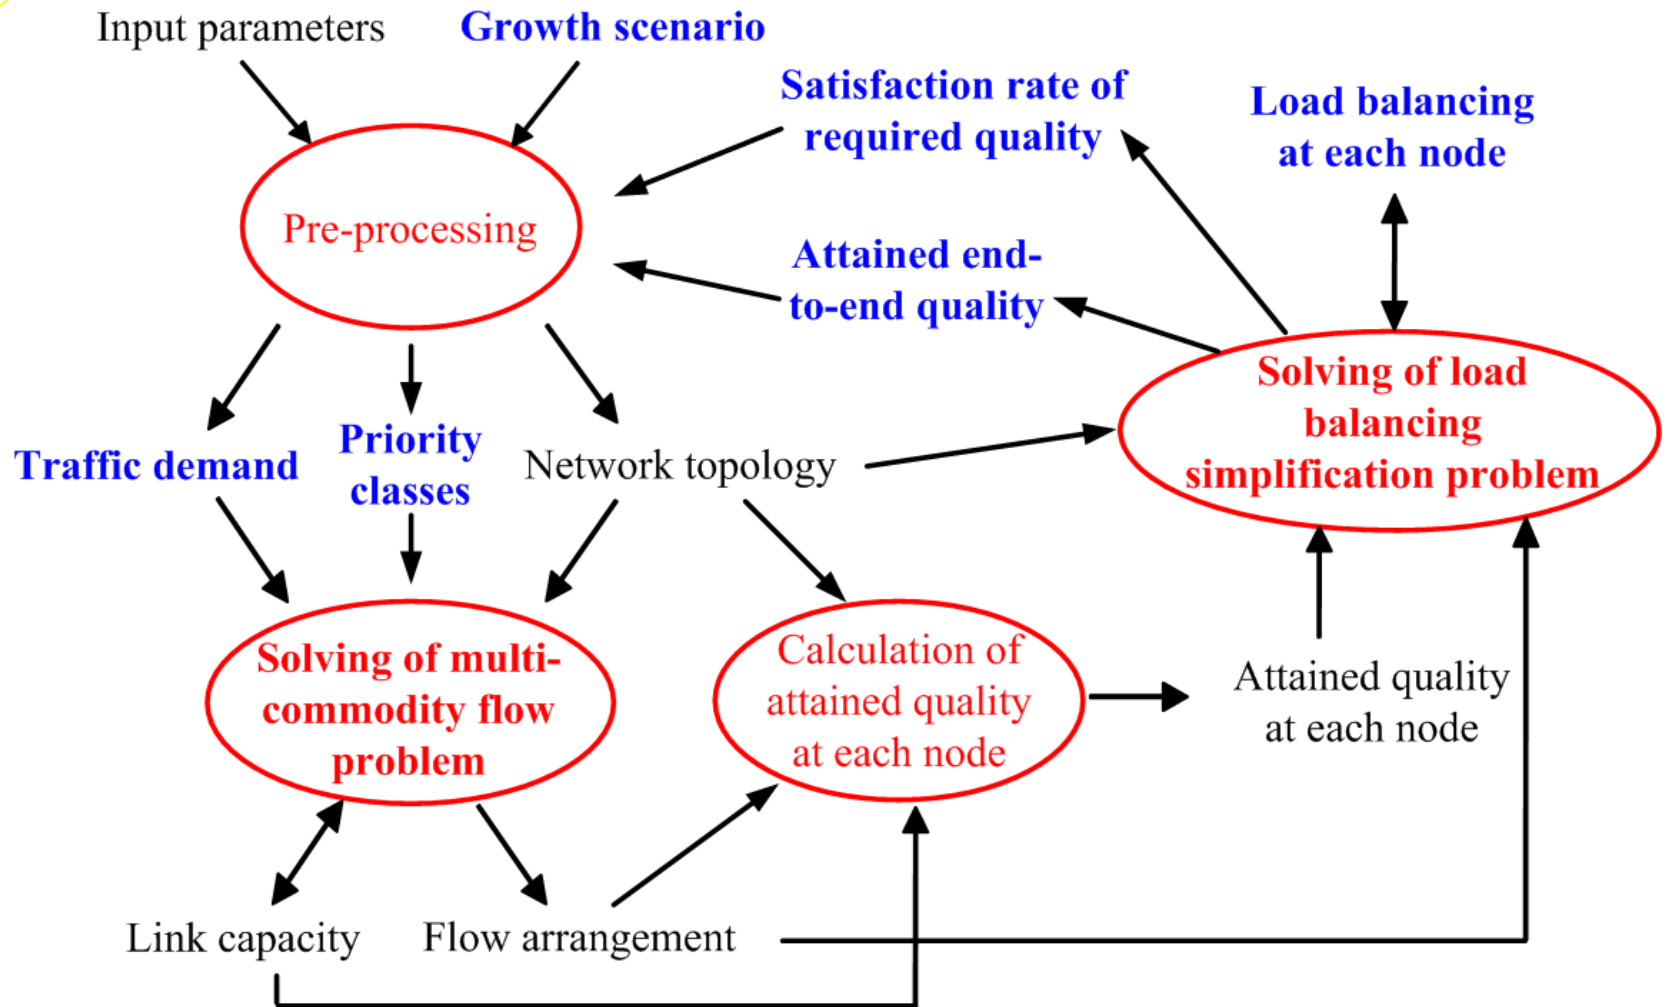 Input parameters
Growth scenario
Satisfaction rate of
required quality
Load balancing
at each node
Pre-processing
Attained end-
to-end quality
Solving of load
balancing
simplification problem
Traffic demand
Priority
classes
Network topology
Solving of multi-
commodity flow
problem
Calculation of
attained quality
at each node
Attained quality
at each node
Link capacity
Flow arrangement